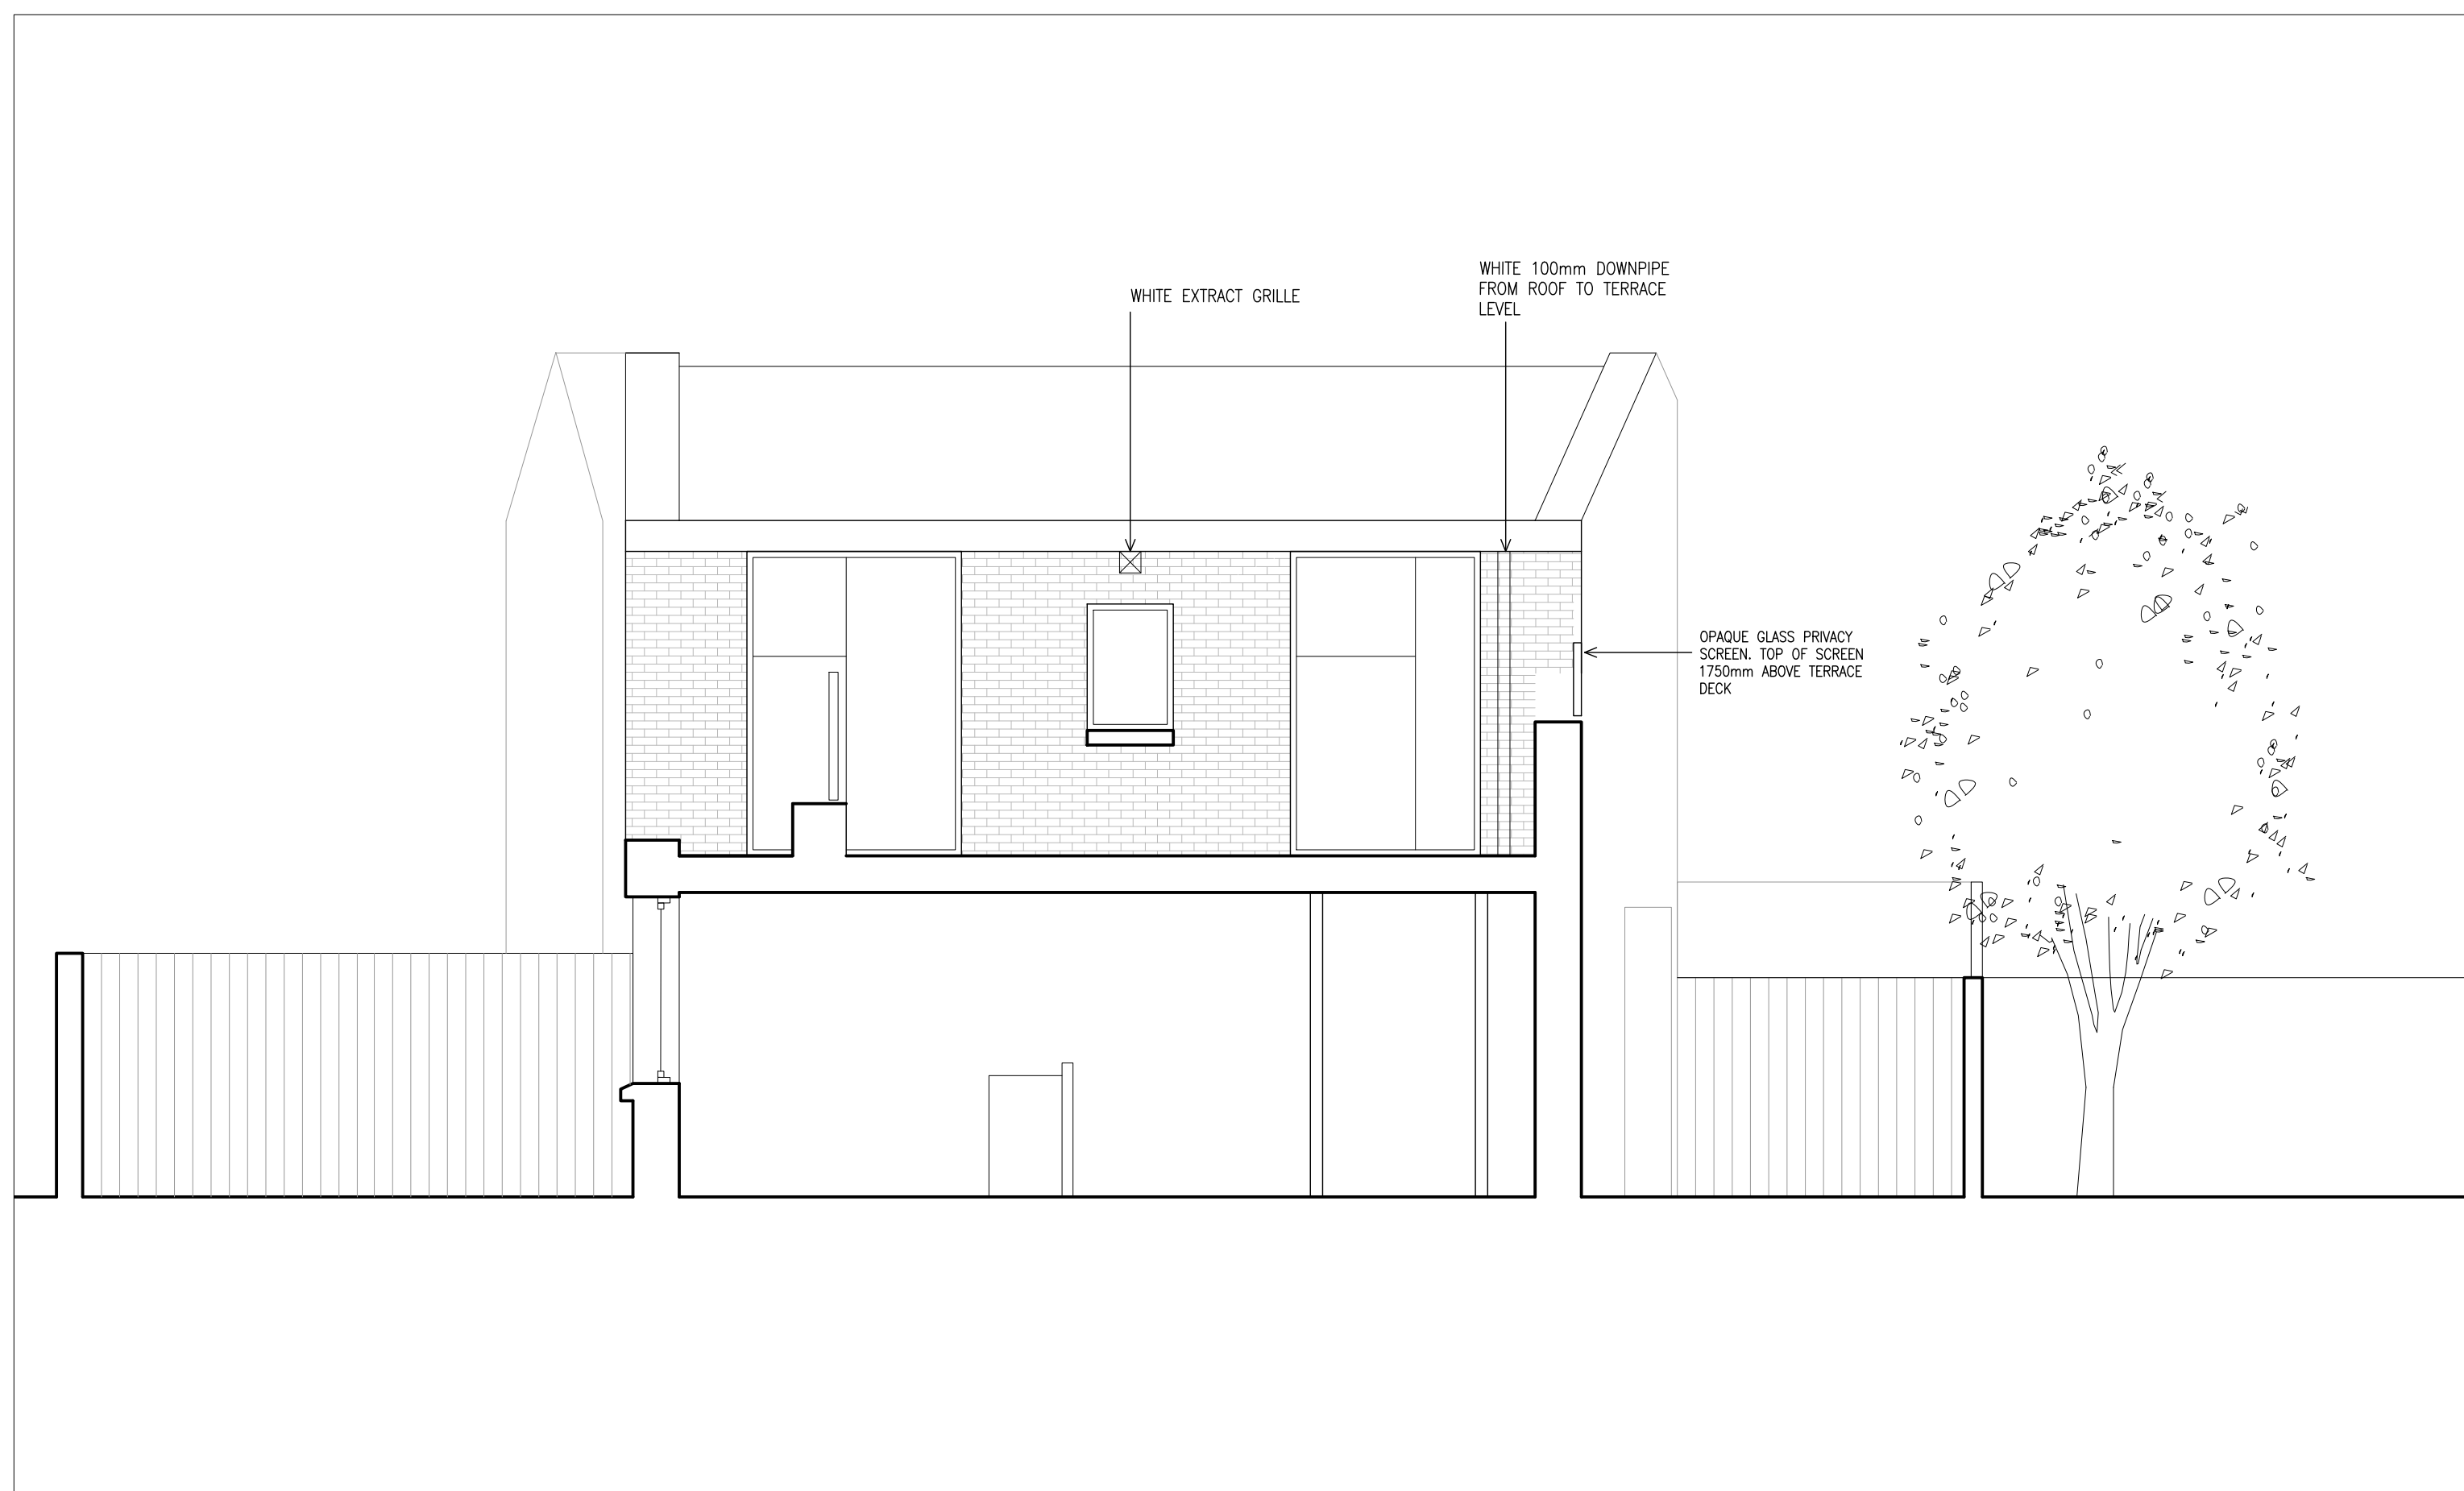 WHITE EXTRACT GRILLE
WHITE 100mm DOWNPIPE
FROM ROOF TO TERRACE
LEVEL
OPAQUE GLASS PRIVACY
SCREEN. TOP OF SCREEN
1750mm ABOVE TERRACE
DECK